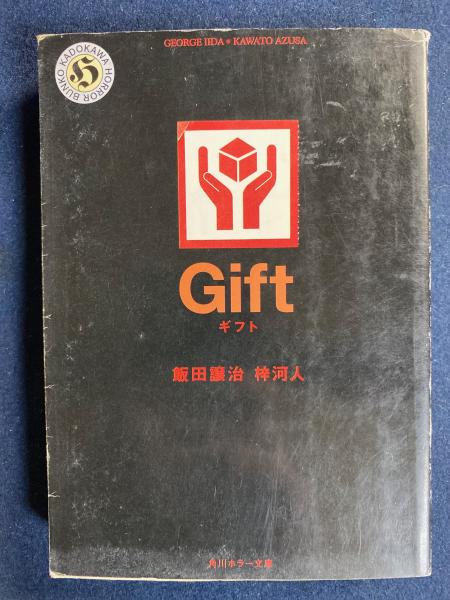 GEORGE IIDA • KAWATO AZUSA
KADOKAWA HORROR BUNKO
H
Gift
ギフト
飯田譲治 梓河人
角川ホラー文庫